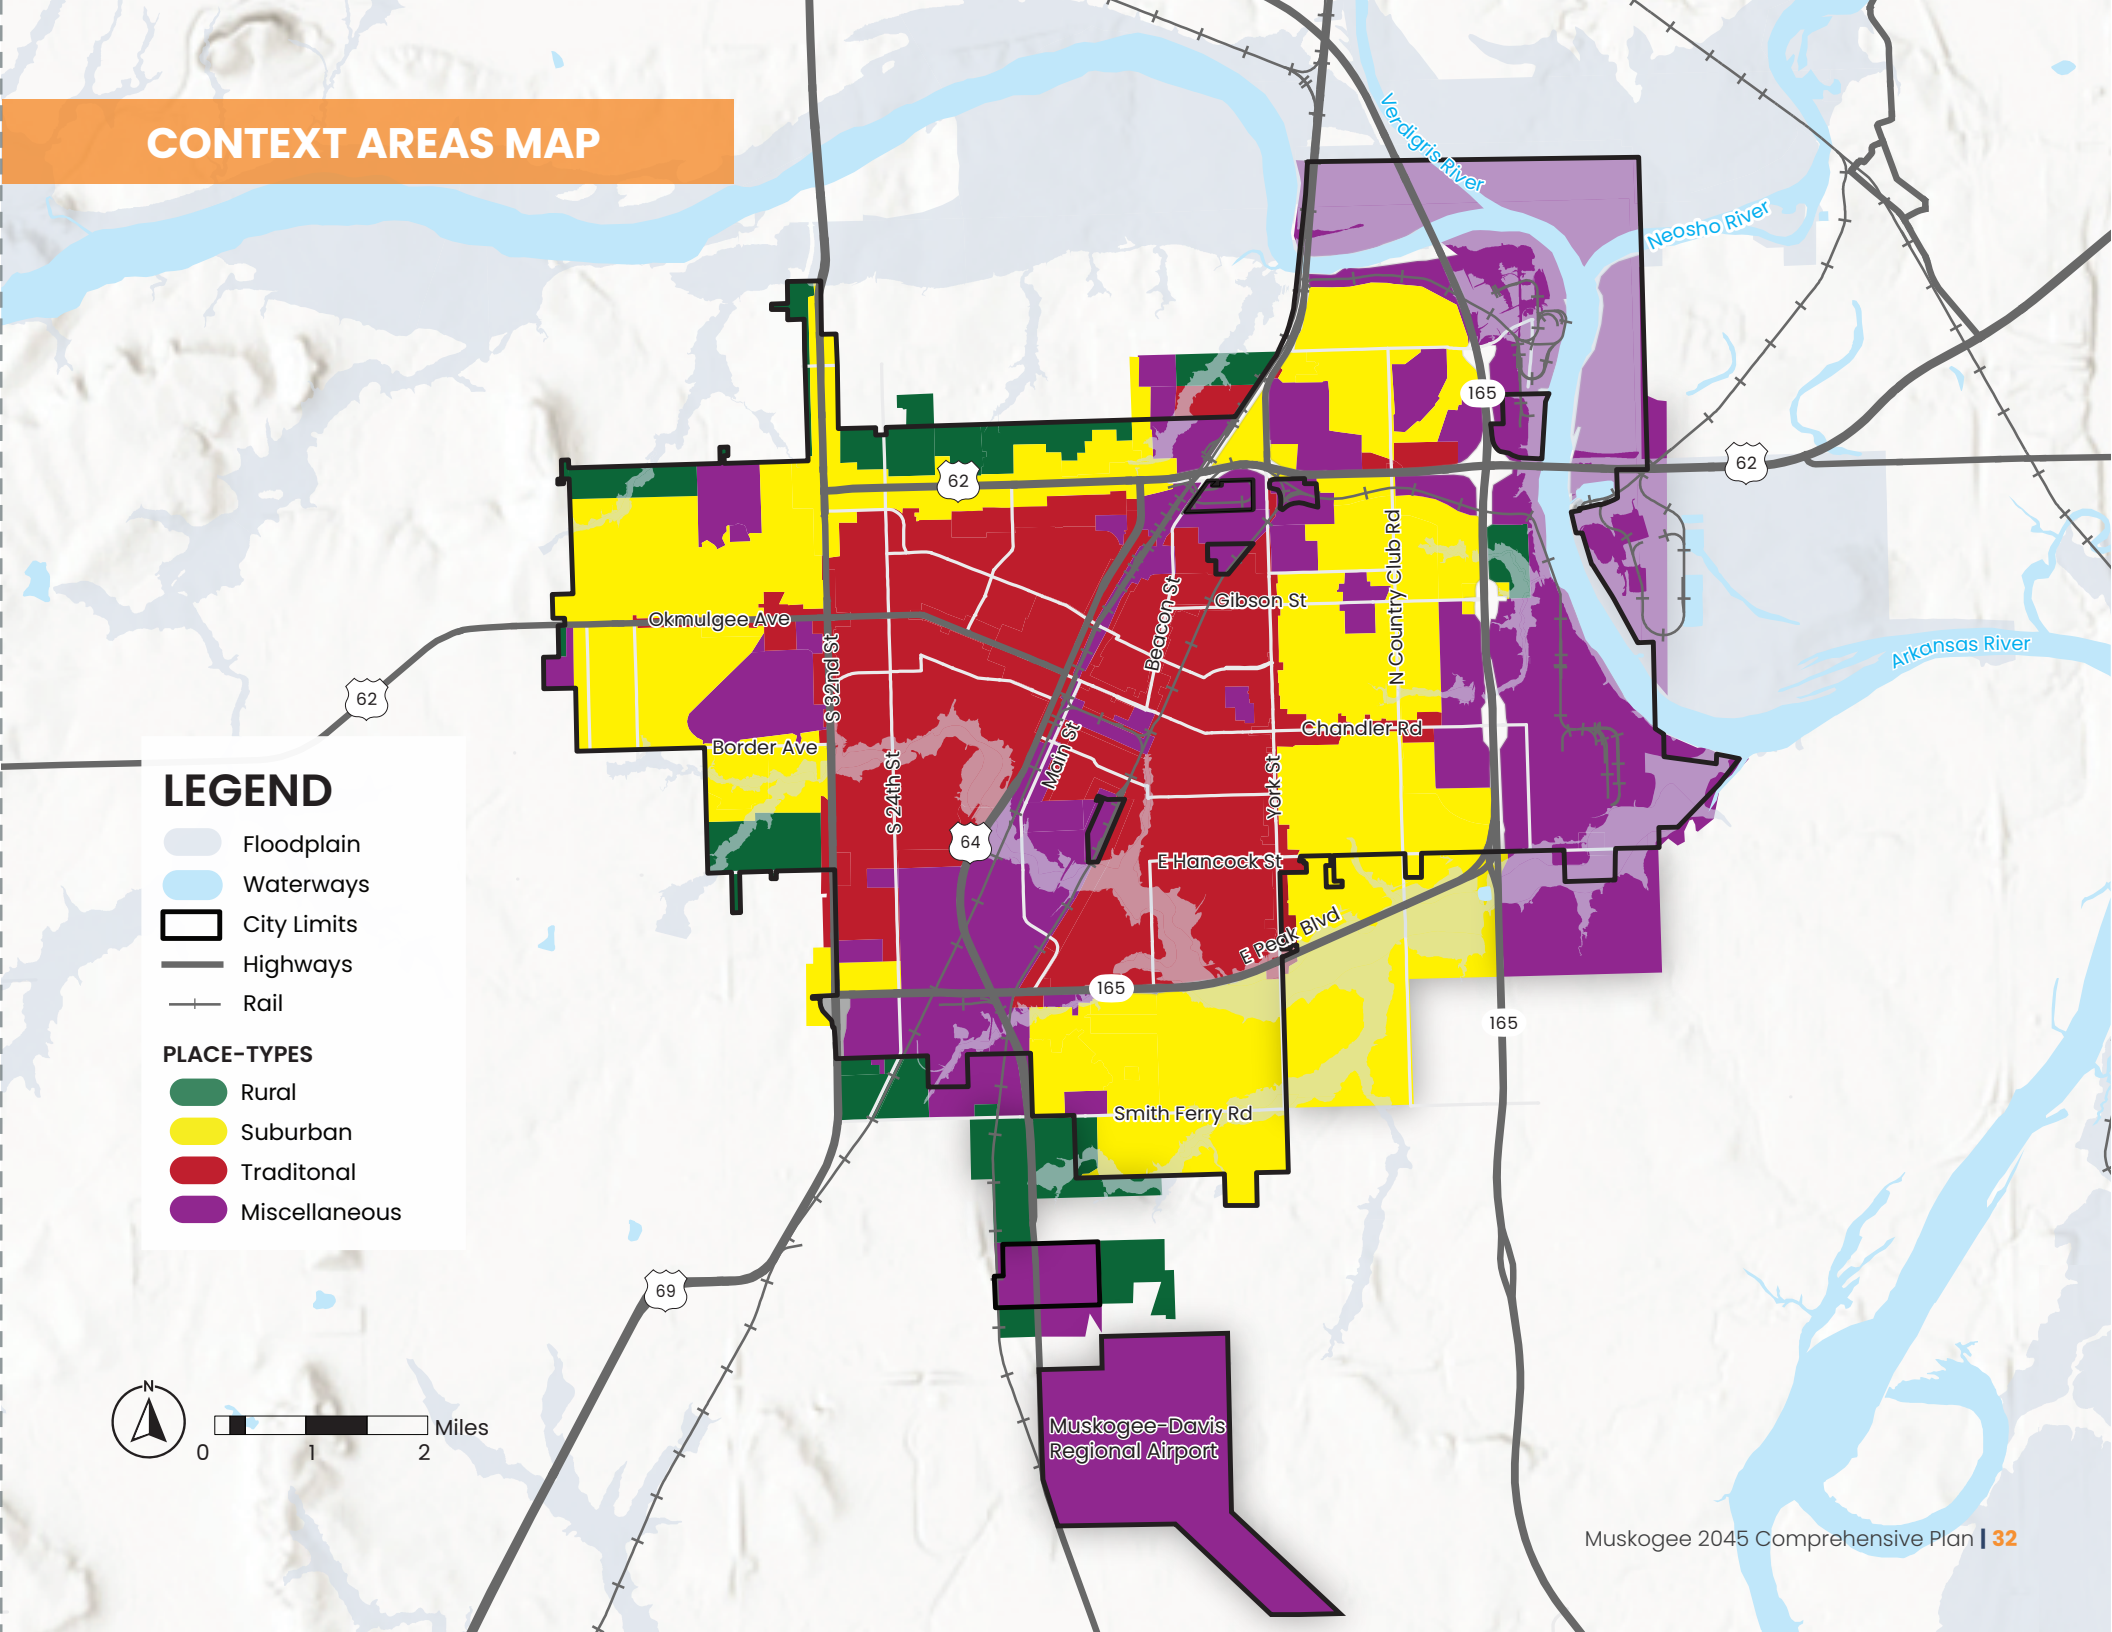 CONTEXT AREAS MAP
Verdigris River
Neosho River
165
62
62
N Country Club Rd
Beacon St
Gibson St
Okmulgee Ave
S 32nd St
Arkansas River
62
Main St
Chandler Rd
Border Ave
S 24th St
York St
64
E Hancock St
E Peak Blvd
165
165
Smith Ferry Rd
69
Muskogee-Davis
Regional Airport
LEGEND
Floodplain
Waterways
City Limits
Highways
Rail
PLACE-TYPES
Rural
Suburban
Traditonal
Miscellaneous
N
Miles
0 1 2
Muskogee 2045 Comprehensive Plan | 32